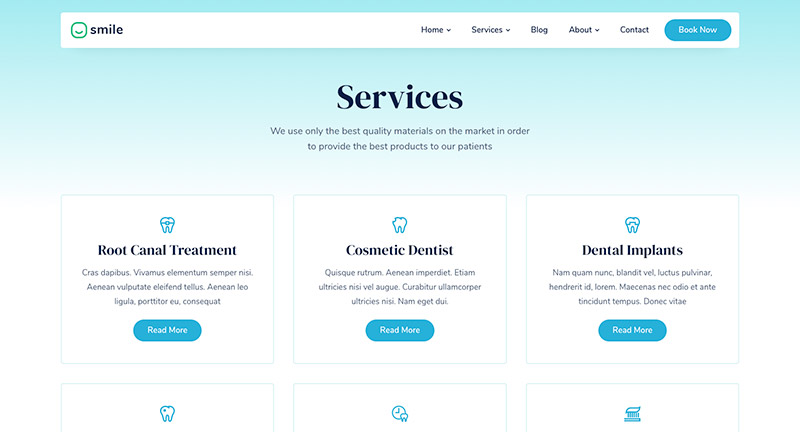 smile
Home Services Blog About Contact Book Now
Services
We use only the best quality materials on the market in order
to provide the best products to our patients
Root Canal Treatment
Cras dapibus. Vivamus elementum semper nisi.
Aenean vulputate eleifend tellus. Aenean leo
ligula, porttitor eu, consequat
Read More
Cosmetic Dentist
Quisque rutrum. Aenean imperdiet. Etiam
ultricies nisi vel augue. Curabitur ullamcorper
ultricies nisi. Nam eget dui.
Read More
Dental Implants
Nam quam nunc, blandit vel, luctus pulvinar,
hendrerit id, lorem. Maecenas nec odio et ante
tincidunt tempus. Donec vitae
Read More